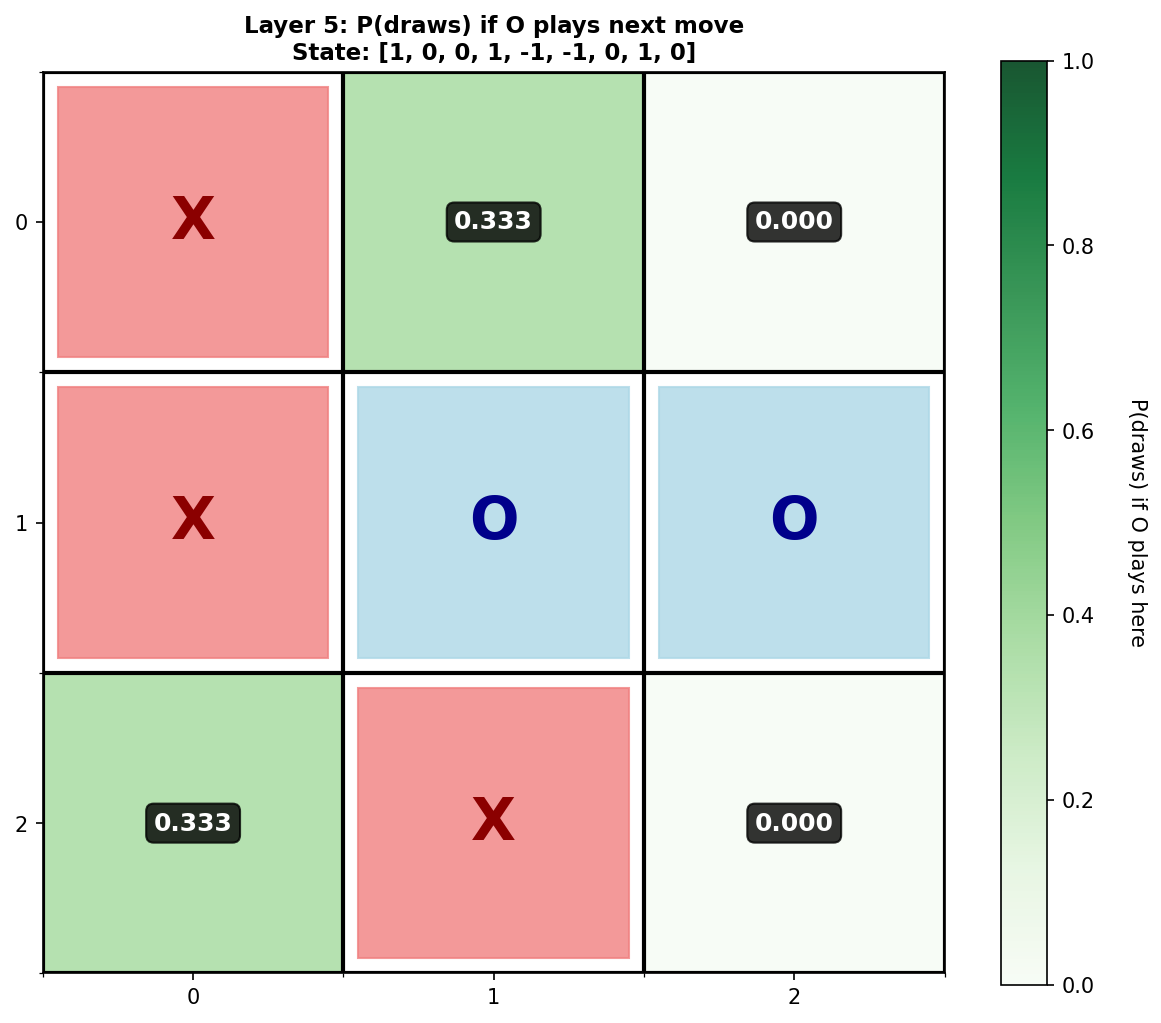 Layer 5: P(draws) if O plays next move
State: [1, 0, 0, 1, -1, -1, 0, 1, 0]
0
X
0.333
0.000
1
X
O
O
2
0.333
X
0.000
0
1
2
1.0
0.8
0.6
0.4
0.2
0.0
P(draws) if O plays here